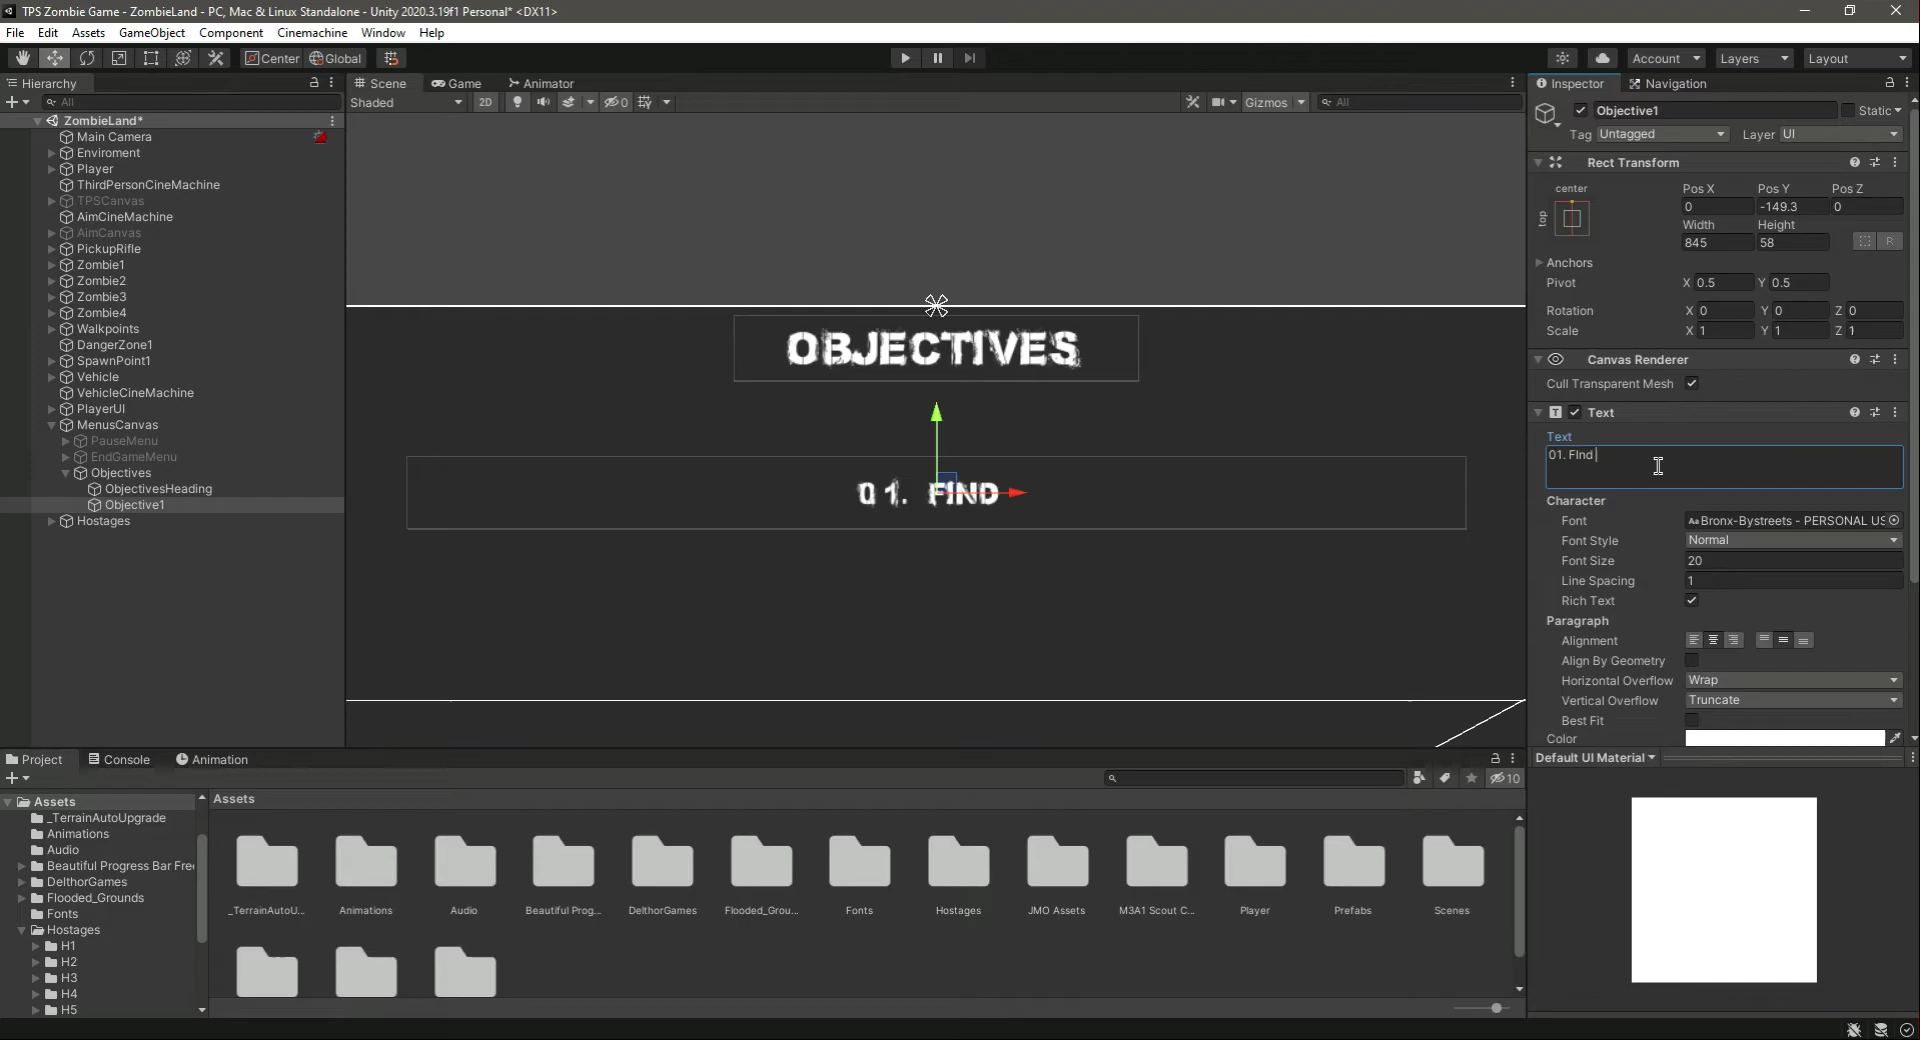 TPS Zombie Game - ZombieLand - PC, Mac & Linux Standalone - Unity 2020.3.19f1 Personal* <DX11>
File Edit Assets GameObject Component Cinemachine Window Help
Center Global Account Layers Layout
Hierarchy
All
ZombieLand*
Main Camera
Enviroment
Player
ThirdPersonCineMachine
TPSCanvas
AimCineMachine
AimCanvas
PickupRifle
Zombie1
Zombie2
Zombie3
Zombie4
Walkpoints
DangerZone1
SpawnPoint1
Vehicle
VehicleCineMachine
PlayerUI
MenusCanvas
PauseMenu
EndGameMenu
Objectives
ObjectivesHeading
Objective1
Hostages
Scene Game Animator
Shaded 2D 0 Gizmos All
OBJECTIVES
01. FIND
Inspector Navigation
Objective1 Static
Tag Untagged Layer UI
Rect Transform
center
top
Pos X Pos Y Pos Z
0 -149.3 0
Width Height
845 58
R
Anchors
Pivot X 0.5 Y 0.5
Rotation X 0 Y 0 Z 0
Scale X 1 Y 1 Z 1
Canvas Renderer
Cull Transparent Mesh
Text
Text
01. FInd
Character
Font Aa Bronx-Bystreets - PERSONAL US
Font Style Normal
Font Size 20
Line Spacing 1
Rich Text
Paragraph
Alignment
Align By Geometry
Horizontal Overflow Wrap
Vertical Overflow Truncate
Best Fit
Color
Default UI Material
Project Console Animation
10
Assets
_TerrainAutoUpgrade
Animations
Audio
Beautiful Progress Bar Free
DelthorGames
Flooded_Grounds
Fonts
Hostages
H1
H2
H3
H4
H5
Assets
_TerrainAutoU... Animations Audio Beautiful Prog... DelthorGames Flooded_Grou... Fonts Hostages JMO Assets M3A1 Scout C... Player Prefabs Scenes